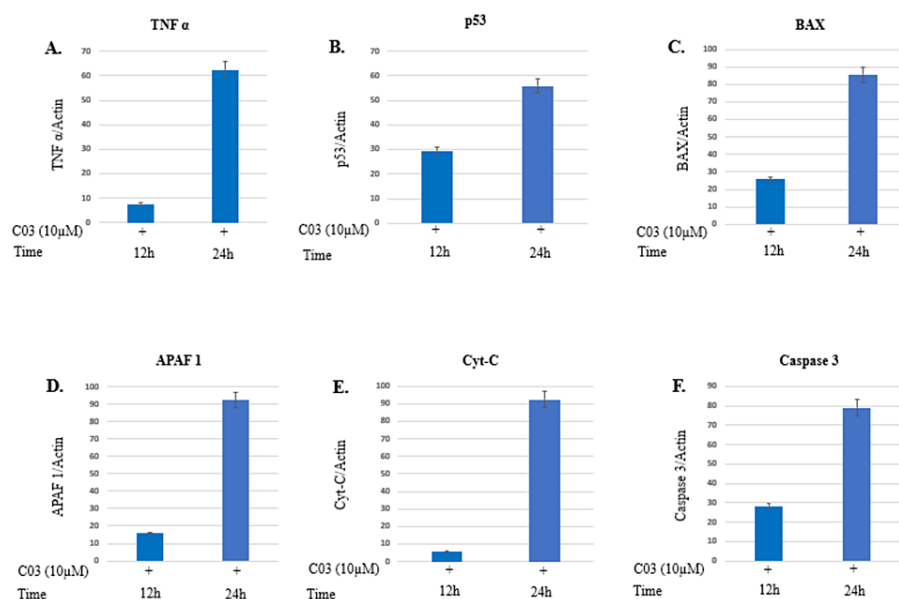 TNF α
A.
TNF α/Actin
70
60
50
40
30
20
10
0
C03 (10µM) + +
Time 12h 24h
p53
B.
p53/Actin
70
60
50
40
30
20
10
0
C03 (10µM) + +
Time 12h 24h
BAX
C.
BAX/Actin
100
90
80
70
60
50
40
30
20
10
0
C03 (10µM) + +
Time 12h 24h
APAF 1
D.
APAF 1/Actin
100
90
80
70
60
50
40
30
20
10
0
C03 (10µM) + +
Time 12h 24h
Cyt-C
E.
Cyt-C/Actin
100
90
80
70
60
50
40
30
20
10
0
C03 (10µM) + +
Time 12h 24h
Caspase 3
F.
Caspase 3/Actin
90
80
70
60
50
40
30
20
10
0
C03 (10µM) + +
Time 12h 24h